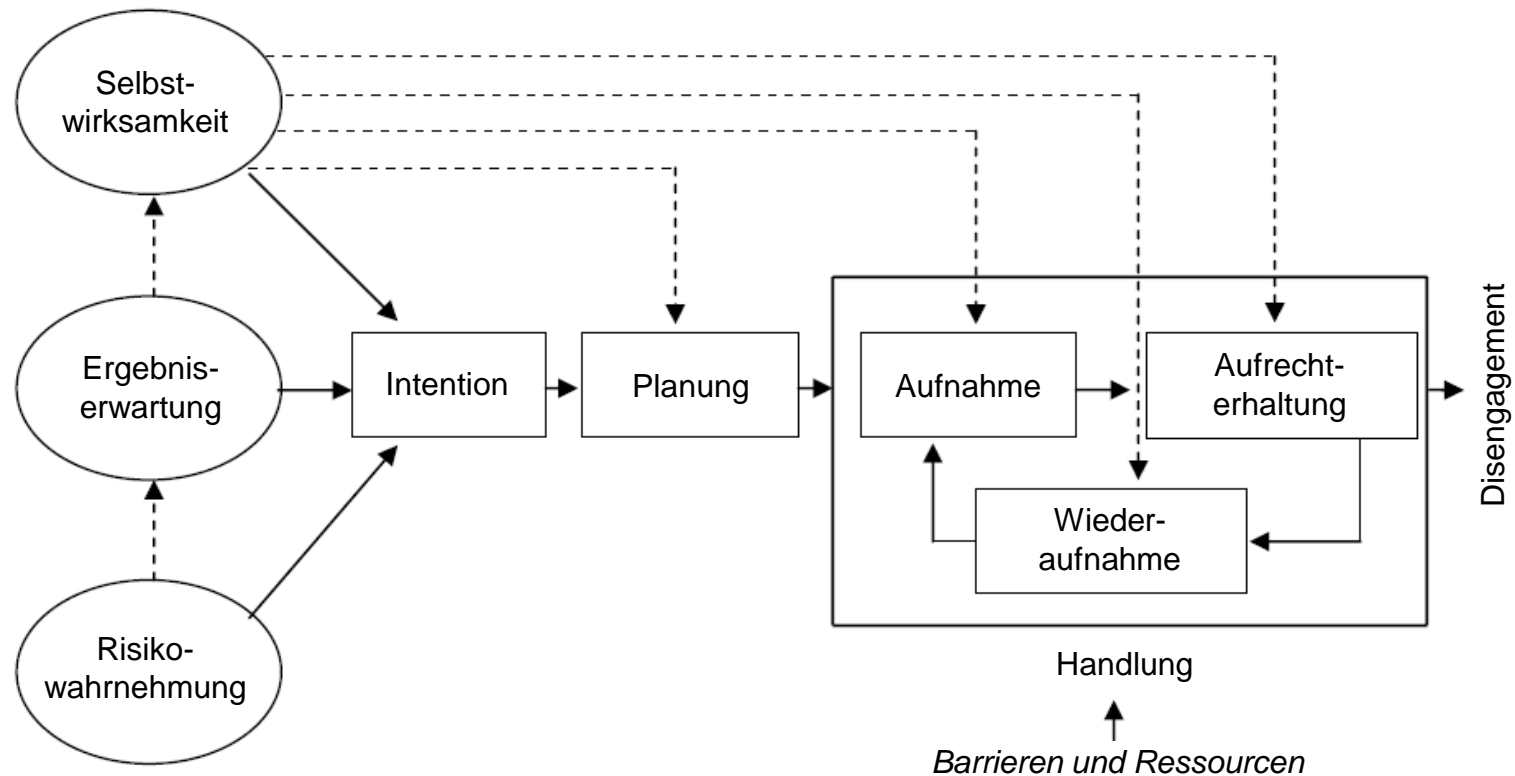 Selbst-
wirksamkeit
Ergebnis-
erwartung
Risiko-
wahrnehmung
Intention
Planung
Aufnahme
Aufrecht-
erhaltung
Wieder-
aufnahme
Handlung
Barrieren und Ressourcen
Disengagement